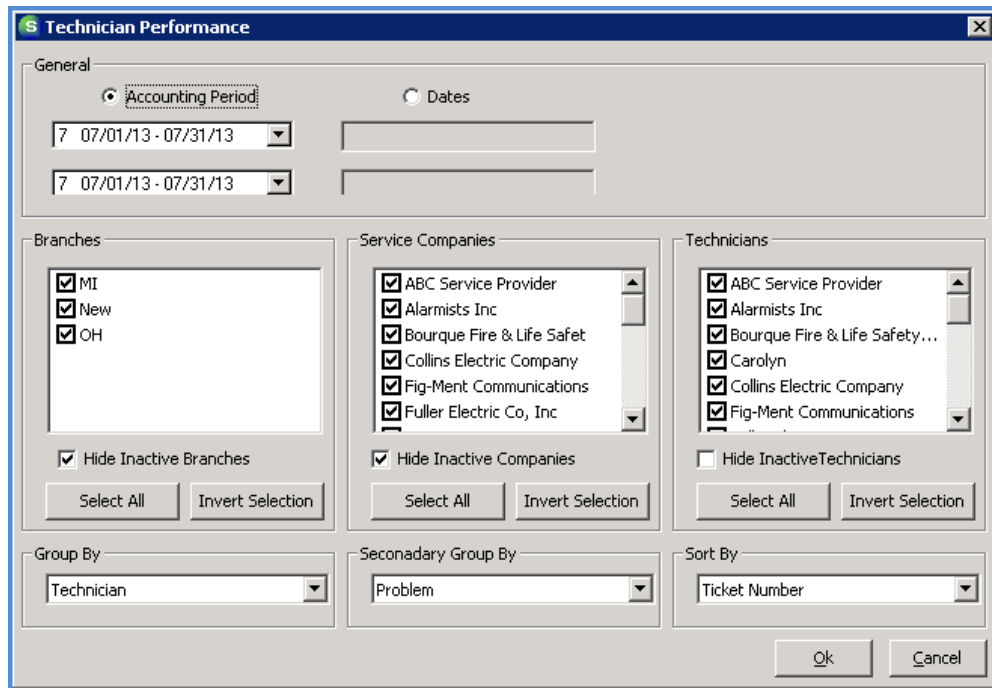 S Technician Performance
General
Accounting Period
Dates
7 07/01/13 - 07/31/13
7 07/01/13 - 07/31/13
Branches
MI
New
OH
Hide Inactive Branches
Select All Invert Selection
Service Companies
ABC Service Provider
Alarmists Inc
Bourque Fire & Life Safet
Collins Electric Company
Fig-Ment Communications
Fuller Electric Co, Inc
Hide Inactive Companies
Select All Invert Selection
Technicians
ABC Service Provider
Alarmists Inc
Bourque Fire & Life Safety...
Carolyn
Collins Electric Company
Fig-Ment Communications
Hide InactiveTechnicians
Select All Invert Selection
Group By
Technician
Seconadary Group By
Problem
Sort By
Ticket Number
Ok Cancel